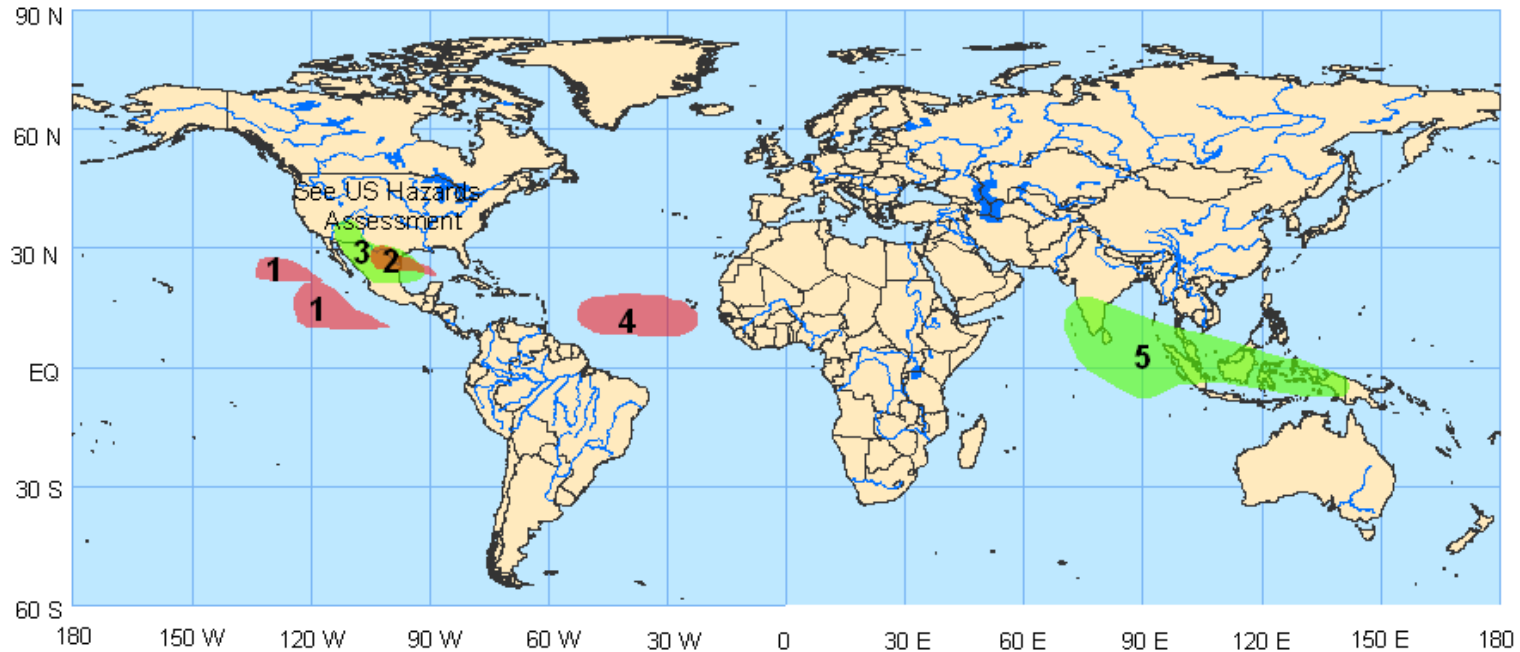 90 N
60 N
See US Hazards
Assessment
30 N
3
2
1
1
4
5
EQ
30 S
60 S
180
150 W
120 W
90 W
60 W
30 W
0
30 E
60 E
90 E
120 E
150 E
180